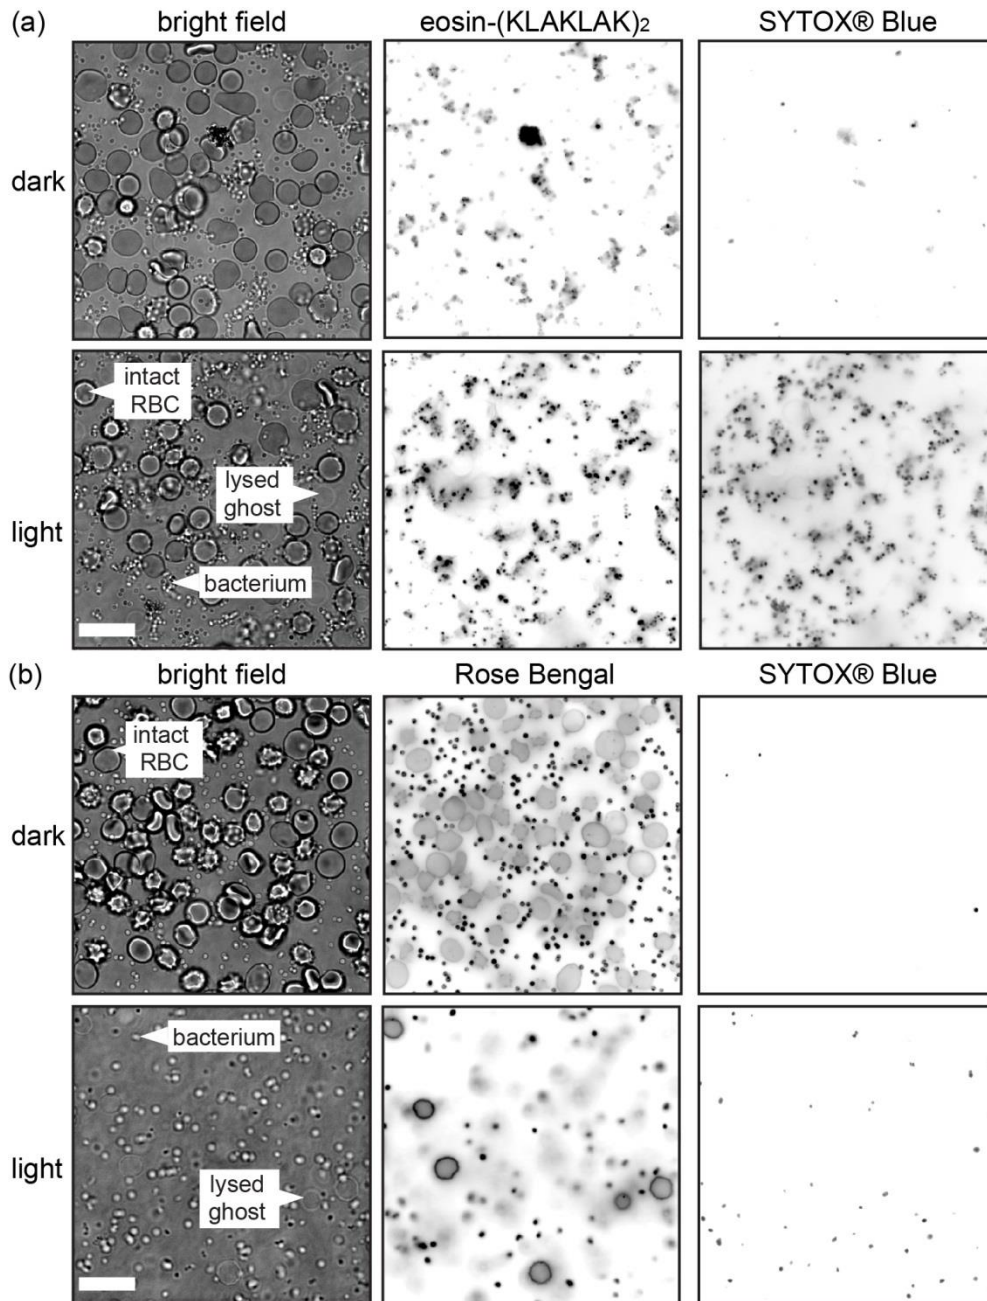 (a)
bright field
eosin-(KLAKLAK)₂
SYTOX® Blue
dark
intact
RBC
lysed
ghost
light
bacterium
(b)
bright field
Rose Bengal
SYTOX® Blue
intact
RBC
dark
bacterium
light
lysed
ghost